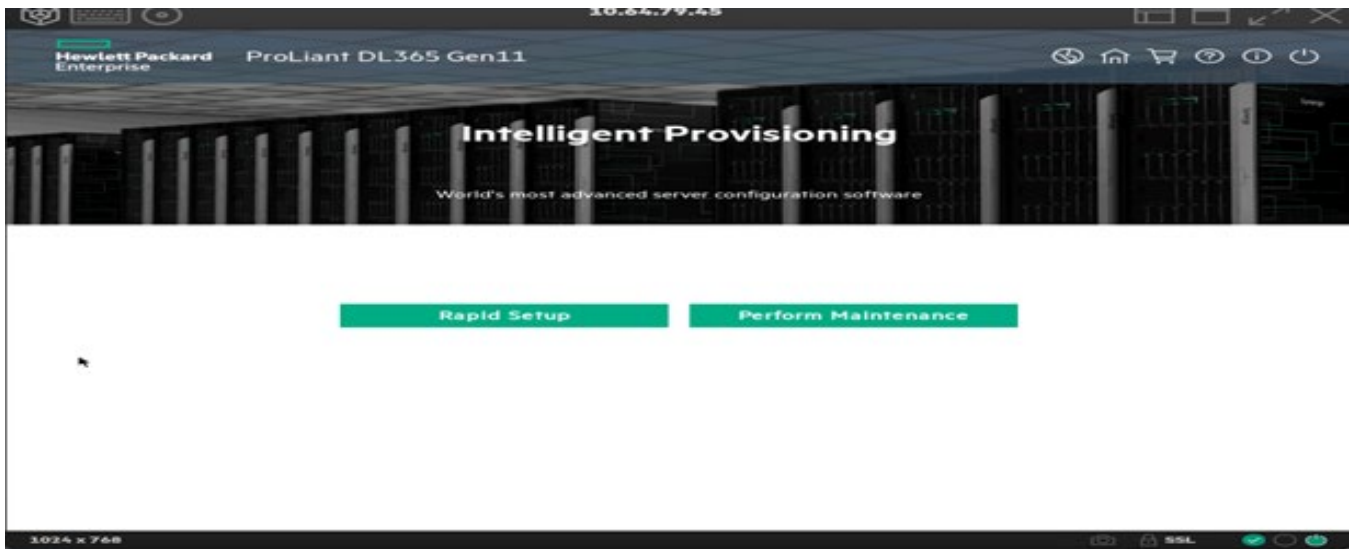 10.64.79.45
Hewlett Packard
Enterprise
ProLiant DL365 Gen11
Intelligent Provisioning
World's most advanced server configuration software
Rapid Setup
Perform Maintenance
1024 x 768
SSL